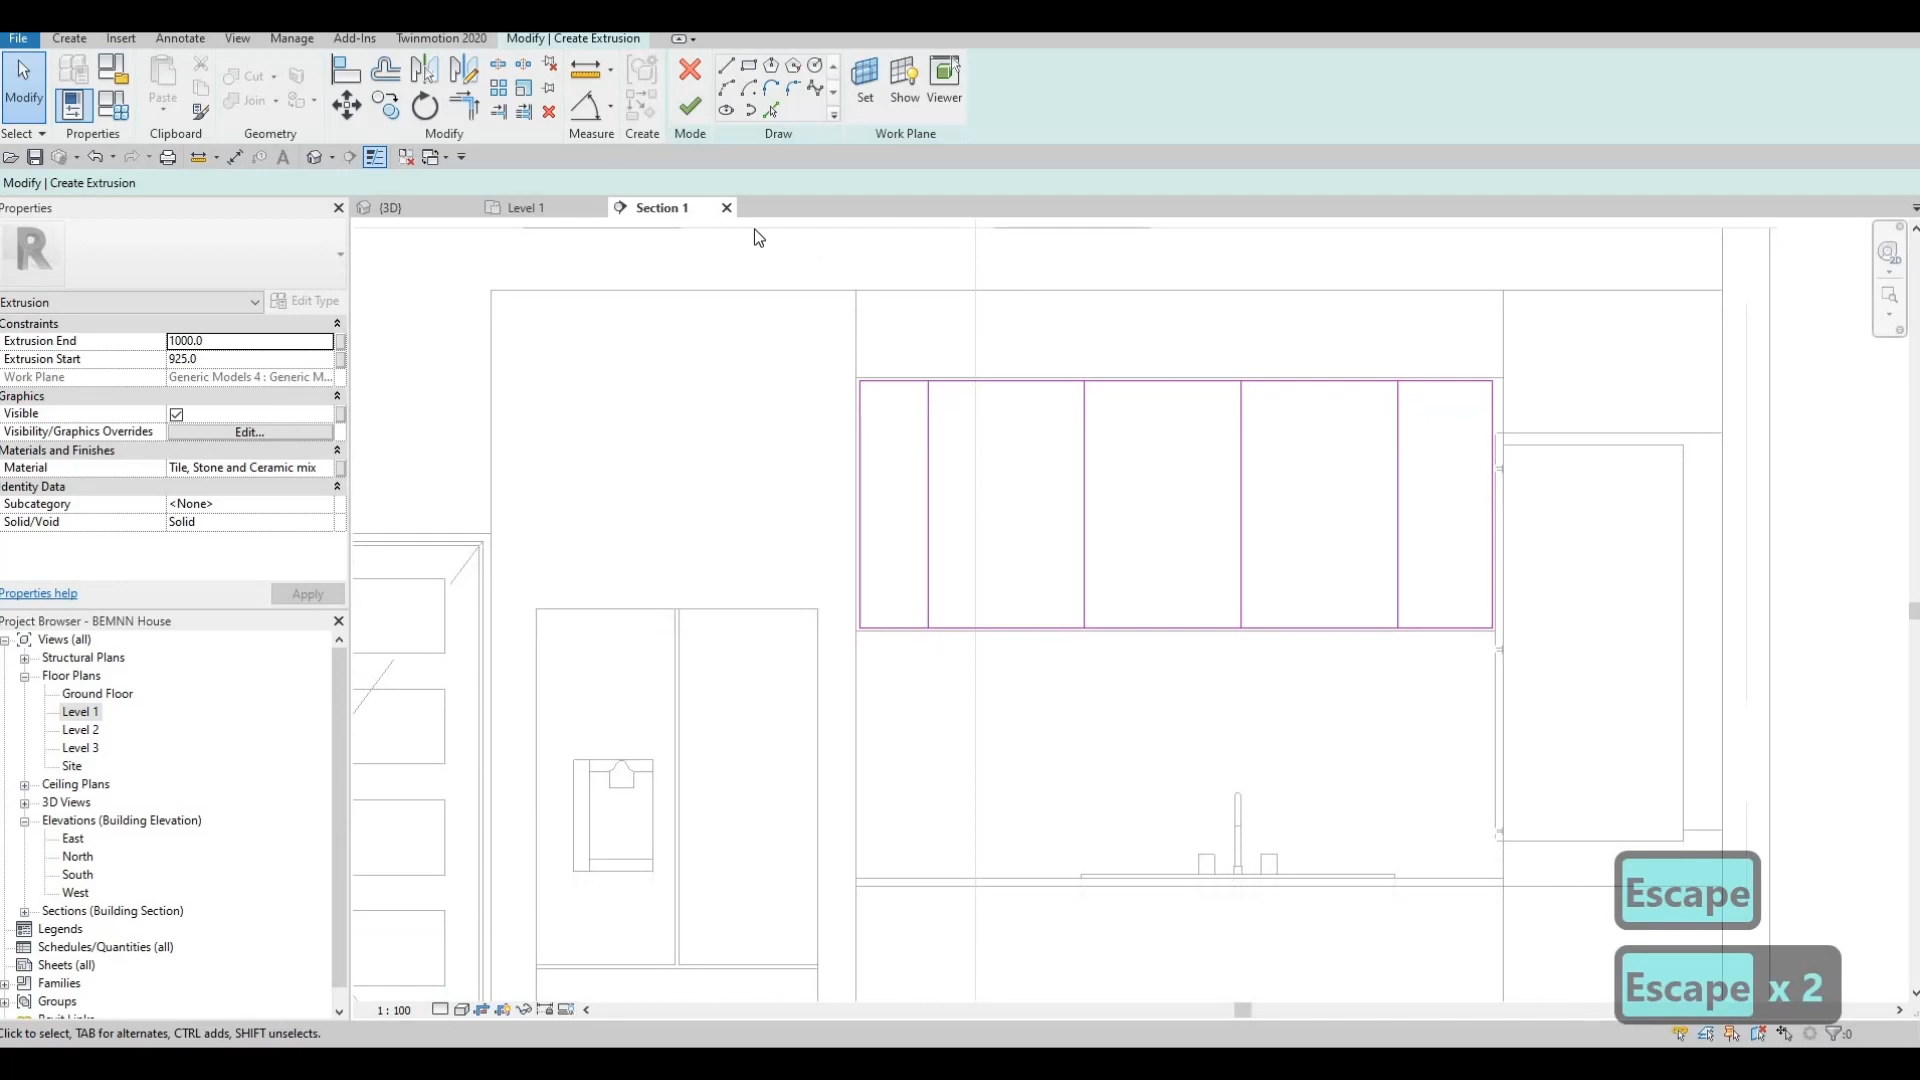 File Create Insert Annotate View Manage Add-Ins Twinmotion 2020 Modify | Create Extrusion
Modify Paste Cut Join Set Show Viewer
Select Properties Clipboard Geometry Modify Measure Create Mode Draw Work Plane
Modify | Create Extrusion
Properties
{3D} Level 1 Section 1
Extrusion Edit Type
Constraints
Extrusion End 1000.0
Extrusion Start 925.0
Work Plane Generic Models 4 : Generic M...
Graphics
Visible
Visibility/Graphics Overrides Edit...
Materials and Finishes
Material Tile, Stone and Ceramic mix
Identity Data
Subcategory <None>
Solid/Void Solid
Properties help Apply
Project Browser - BEMNN House
Views (all)
Structural Plans
Floor Plans
Ground Floor
Level 1
Level 2
Level 3
Site
Ceiling Plans
3D Views
Elevations (Building Elevation)
East
North
South
West
Sections (Building Section)
Legends
Schedules/Quantities (all)
Sheets (all)
Families
Groups
Revit Links
1 : 100
Click to select, TAB for alternates, CTRL adds, SHIFT unselects.
:0
Escape
Escape x 2
2D